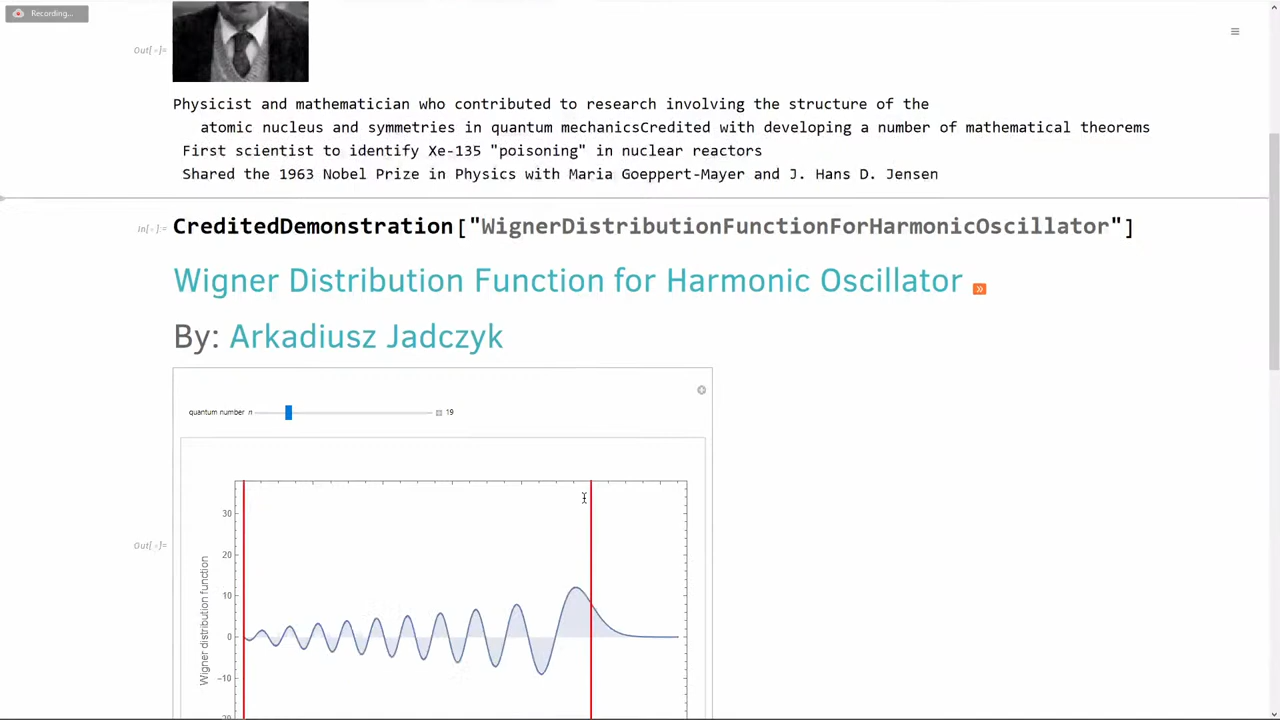 Recording...
Out[ ]=
Physicist and mathematician who contributed to research involving the structure of the
atomic nucleus and symmetries in quantum mechanicsCredited with developing a number of mathematical theorems
First scientist to identify Xe-135 "poisoning" in nuclear reactors
Shared the 1963 Nobel Prize in Physics with Maria Goeppert-Mayer and J. Hans D. Jensen
In[ ]:= CreditedDemonstration["WignerDistributionFunctionForHarmonicOscillator"]
Wigner Distribution Function for Harmonic Oscillator »
By: Arkadiusz Jadczyk
quantum number n 19
30
20
Out[ ]=
10
0
-10
-20
Wigner distribution function